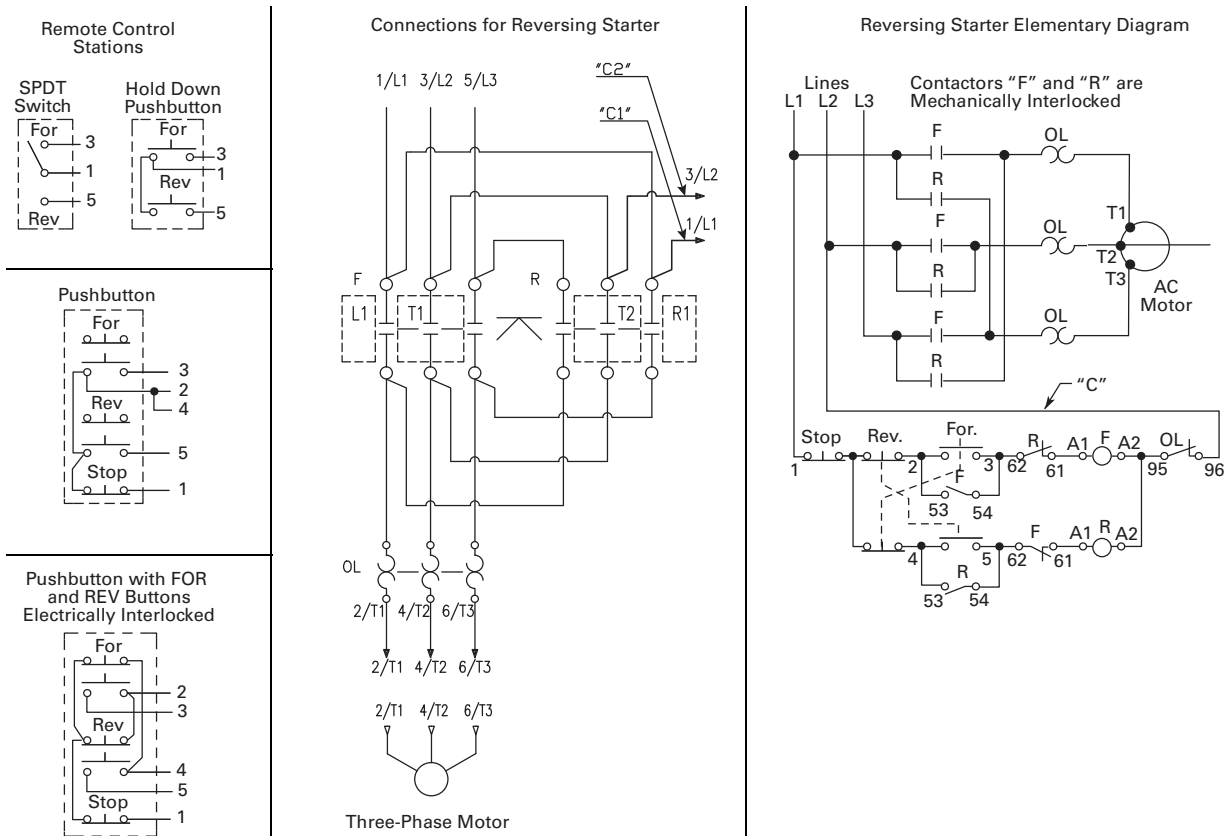 Remote Control
Stations
SPDT
Switch
For
3
1
5
Rev
Hold Down
Pushbutton
For
3
1
Rev
5
Pushbutton
For
3
2
Rev
4
5
Stop
1
Pushbutton with FOR
and REV Buttons
Electrically Interlocked
For
2
3
Rev
4
5
Stop
1
Connections for Reversing Starter
1/L1 3/L2 5/L3
"C2"
"C1"
3/L2
1/L1
F
R
L1
T1
T2
R1
OL
2/T1 4/T2 6/T3
2/T1 4/T2 6/T3
2/T1 4/T2 6/T3
Three-Phase Motor
Reversing Starter Elementary Diagram
Lines
L1 L2 L3
Contactors “F” and “R” are
Mechanically Interlocked
F
OL
R
T1
F
OL
T2
R
T3
AC
Motor
F
OL
R
“C”
Stop
Rev.
For.
R
A1 F A2
OL
1
2
3
62
61
95
96
F
53
54
F
A1 R A2
4
5
62
61
R
53
54